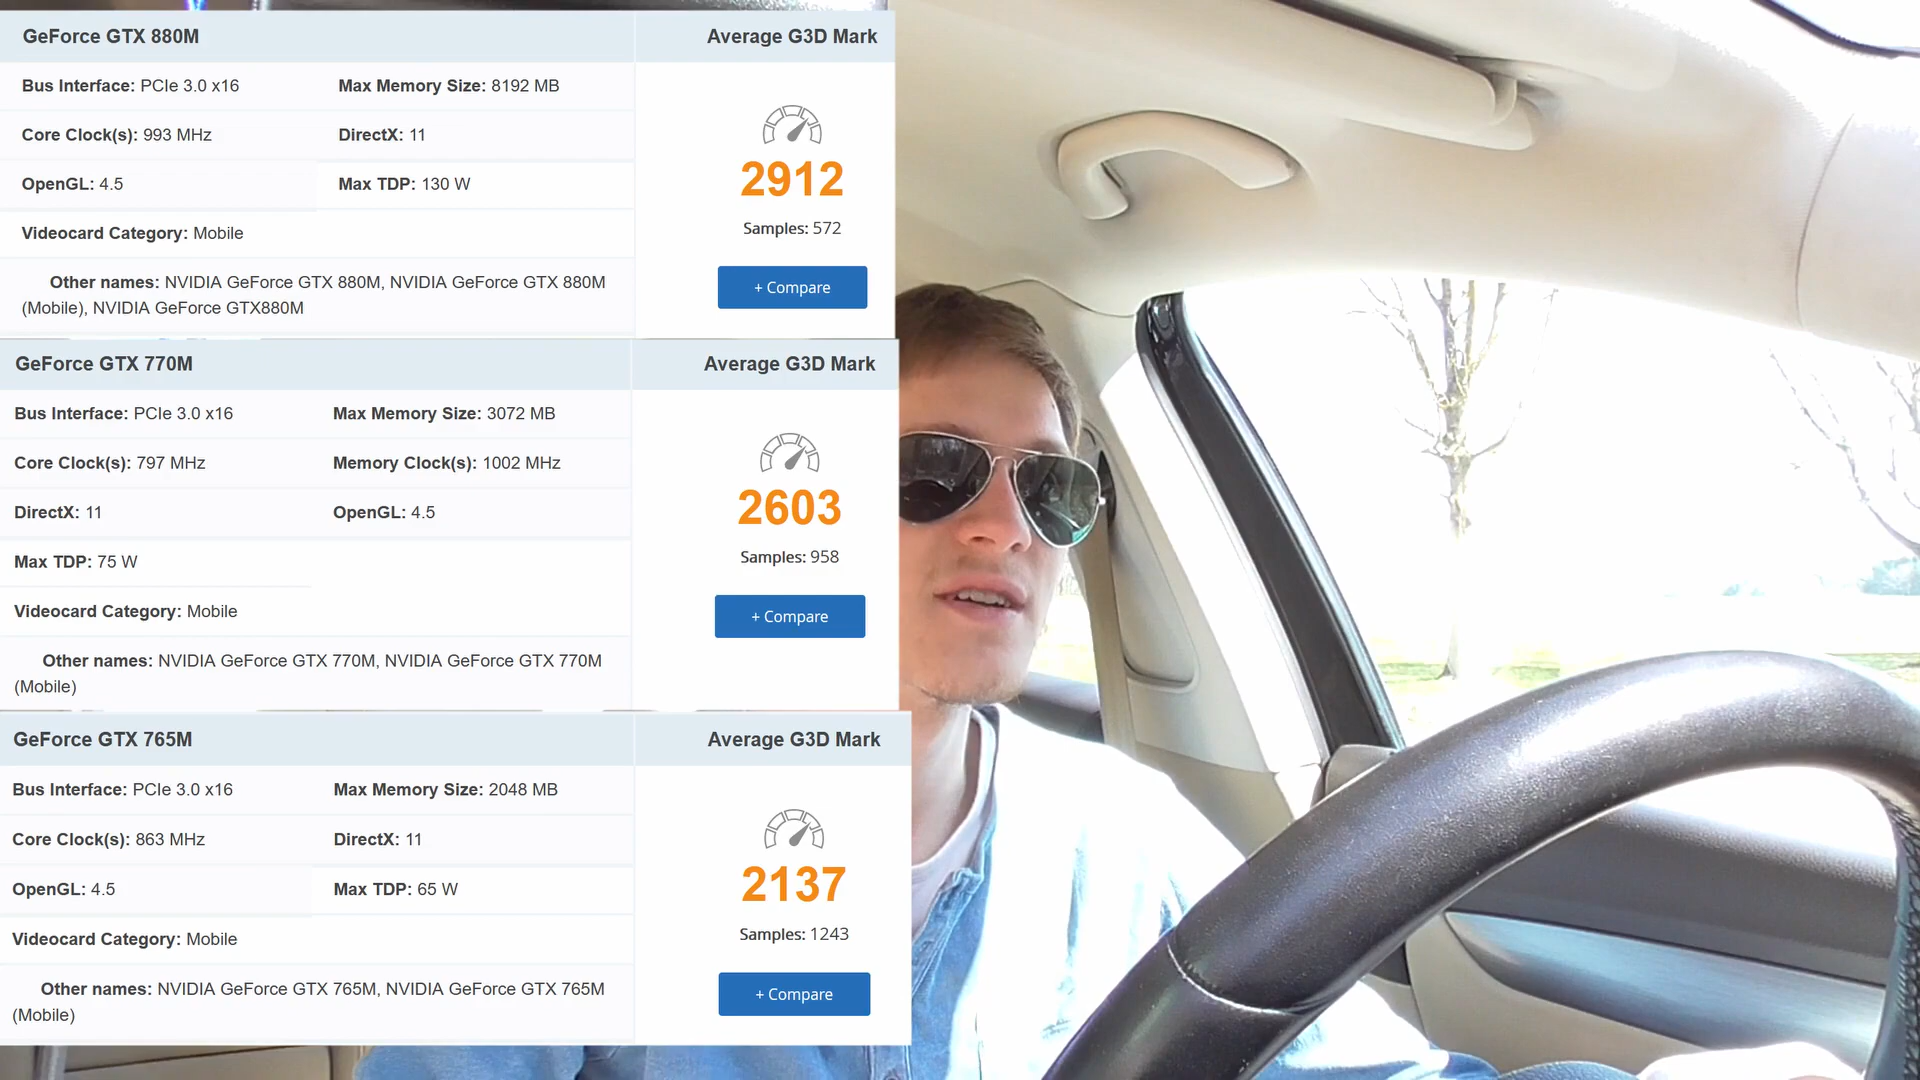 GeForce GTX 880M
Average G3D Mark
Bus Interface: PCIe 3.0 x16
Max Memory Size: 8192 MB
Core Clock(s): 993 MHz
DirectX: 11
OpenGL: 4.5
Max TDP: 130 W
Videocard Category: Mobile
Other names: NVIDIA GeForce GTX 880M, NVIDIA GeForce GTX 880M
(Mobile), NVIDIA GeForce GTX880M
2912
Samples: 572
+ Compare
GeForce GTX 770M
Average G3D Mark
Bus Interface: PCIe 3.0 x16
Max Memory Size: 3072 MB
Core Clock(s): 797 MHz
Memory Clock(s): 1002 MHz
DirectX: 11
OpenGL: 4.5
Max TDP: 75 W
Videocard Category: Mobile
Other names: NVIDIA GeForce GTX 770M, NVIDIA GeForce GTX 770M
(Mobile)
2603
Samples: 958
+ Compare
GeForce GTX 765M
Average G3D Mark
Bus Interface: PCIe 3.0 x16
Max Memory Size: 2048 MB
Core Clock(s): 863 MHz
DirectX: 11
OpenGL: 4.5
Max TDP: 65 W
Videocard Category: Mobile
Other names: NVIDIA GeForce GTX 765M, NVIDIA GeForce GTX 765M
(Mobile)
2137
Samples: 1243
+ Compare